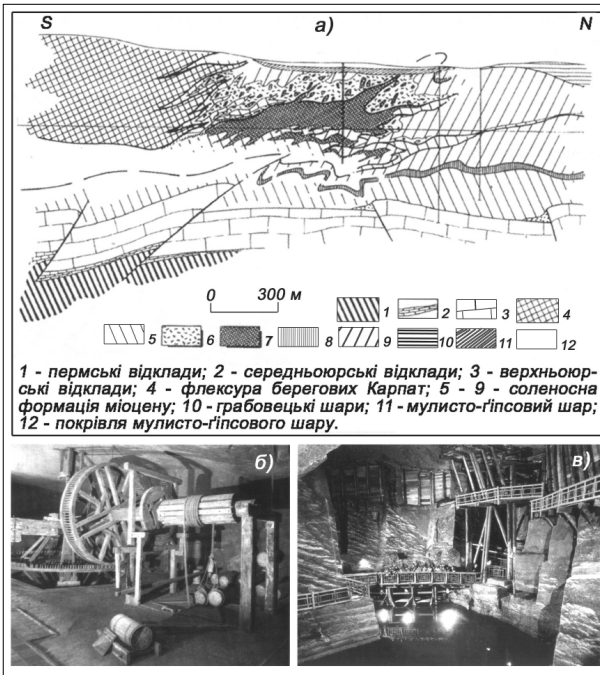 S
а)
N
0 300 м
1 2 3 4
5 6 7 8 9 10 11 12
1 - пермські відклади; 2 - середньоюрські відклади; 3 - верхньоюр-
ські відклади; 4 - флексура берегових Карпат; 5 - 9 - соленосна
формація міоцену; 10 - грабовецькі шари; 11 - мулисто-ґіпсовий шар;
12 - покрівля мулисто-ґіпсового шару.
б)
в)